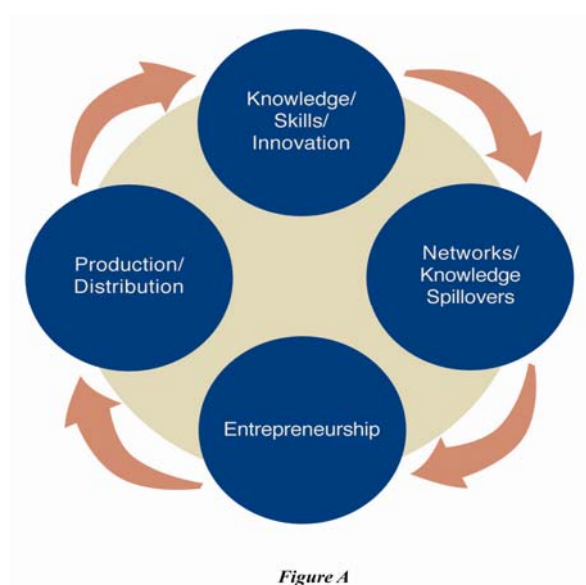 Knowledge/
Skills/
Innovation
Networks/
Knowledge
Spillovers
Production/
Distribution
Entrepreneurship
Figure A